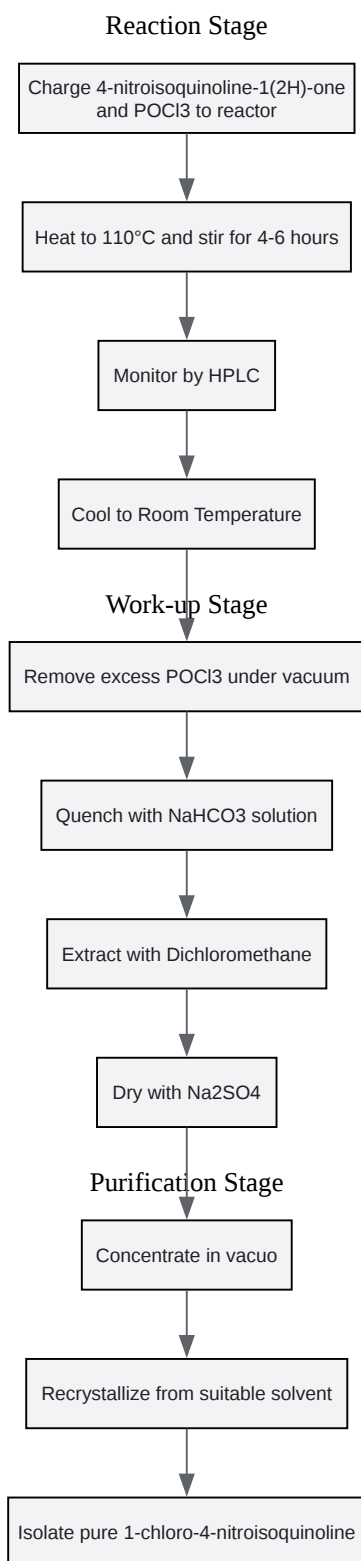 Reaction Stage
Charge 4-nitroisoquinoline-1(2H)-one
and POCl3 to reactor
Heat to 110°C and stir for 4-6 hours
Monitor by HPLC
Cool to Room Temperature
Work-up Stage
Remove excess POCl3 under vacuum
Quench with NaHCO3 solution
Extract with Dichloromethane
Dry with Na2SO4
Purification Stage
Concentrate in vacuo
Recrystallize from suitable solvent
Isolate pure 1-chloro-4-nitroisoquinoline